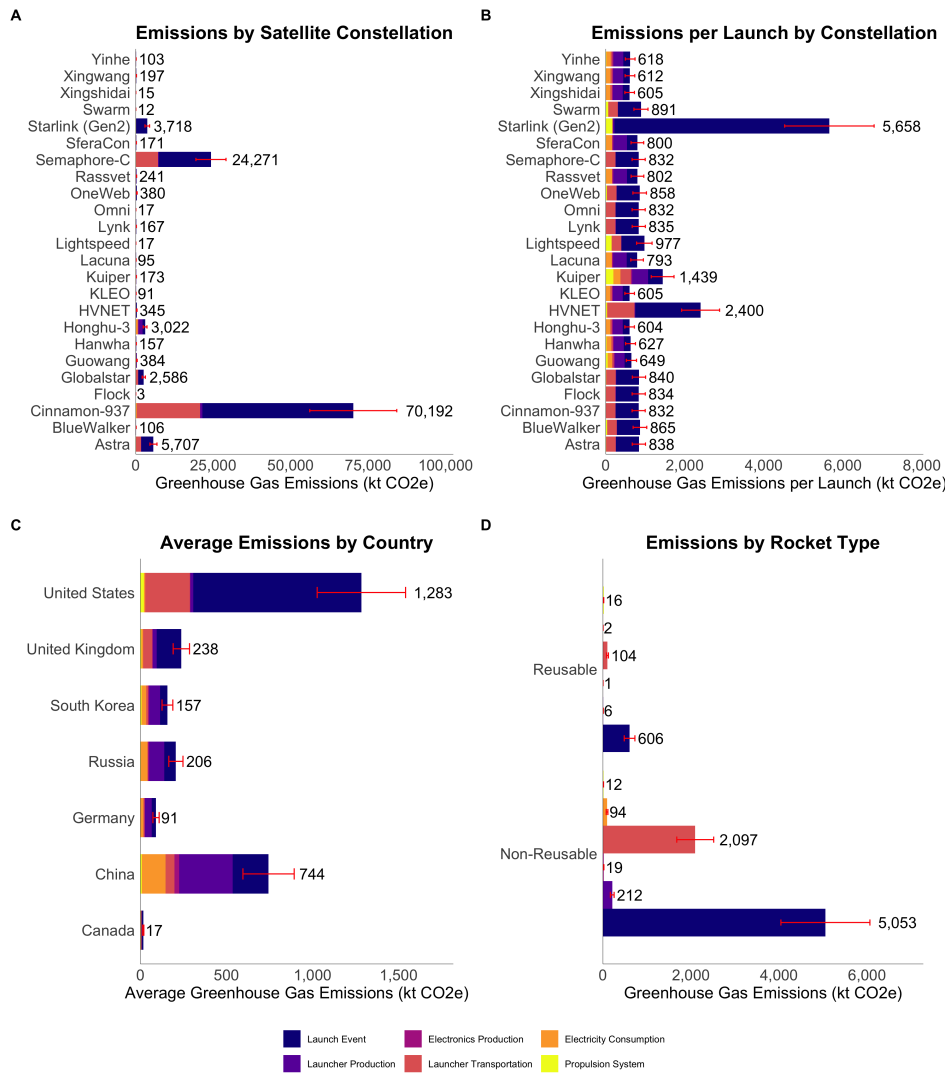 A
Emissions by Satellite Constellation
Yinhe 103
Xingwang 197
Xingshidai 15
Swarm 12
Starlink (Gen2) 3,718
SferaCon 171
Semaphore-C 24,271
Rassvet 241
OneWeb 380
Omni 17
Lynk 167
Lightspeed 17
Lacuna 95
Kuiper 173
KLEO 91
HVNET 345
Honghu-3 3,022
Hanwha 157
Guowang 384
Globalstar 2,586
Flock 3
Cinnamon-937 70,192
BlueWalker 106
Astra 5,707
0 25,000 50,000 75,000 100,000
Greenhouse Gas Emissions (kt CO2e)
B
Emissions per Launch by Constellation
Yinhe 618
Xingwang 612
Xingshidai 605
Swarm 891
Starlink (Gen2) 5,658
SferaCon 800
Semaphore-C 832
Rassvet 802
OneWeb 858
Omni 832
Lynk 835
Lightspeed 977
Lacuna 793
Kuiper 1,439
KLEO 605
HVNET 2,400
Honghu-3 604
Hanwha 627
Guowang 649
Globalstar 840
Flock 834
Cinnamon-937 832
BlueWalker 865
Astra 838
0 2,000 4,000 6,000 8,000
Greenhouse Gas Emissions per Launch (kt CO2e)
C
Average Emissions by Country
United States 1,283
United Kingdom 238
South Korea 157
Russia 206
Germany 91
China 744
Canada 17
0 500 1,000 1,500
Average Greenhouse Gas Emissions (kt CO2e)
D
Emissions by Rocket Type
16
2
104
Reusable
1
6
606
12
94
2,097
Non-Reusable
19
212
5,053
0 2,000 4,000 6,000
Greenhouse Gas Emissions (kt CO2e)
Launch Event Electronics Production Electricity Consumption
Launcher Production Launcher Transportation Propulsion System